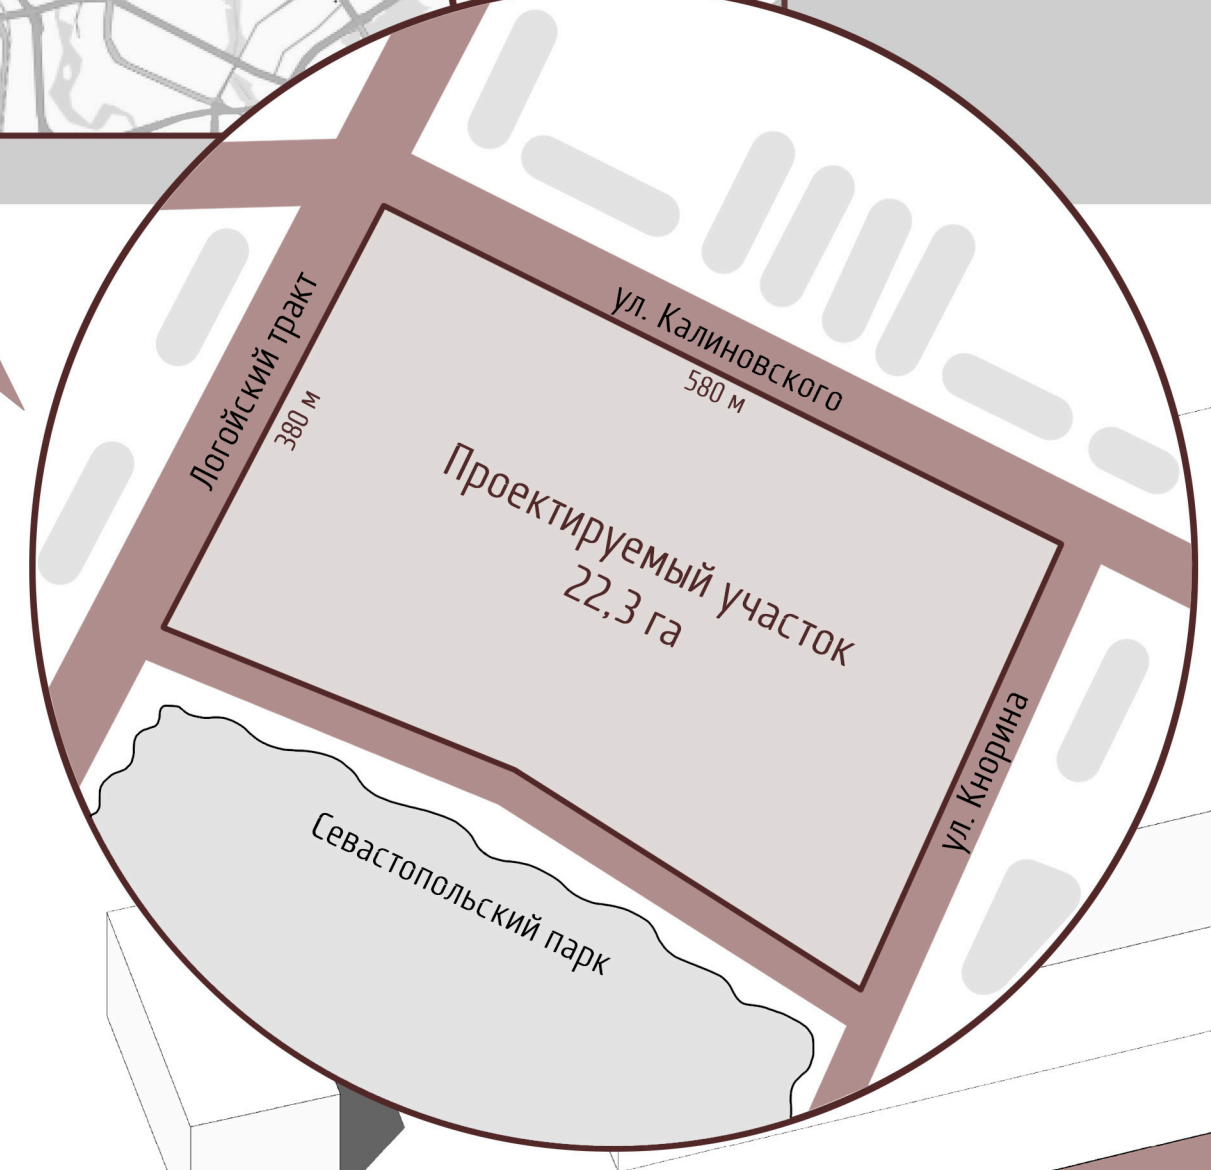 ул. Калиновского
580 м
Логойский тракт
380 м
Проектируемый участок
22,3 га
ул. Кнорина
Севастопольский парк